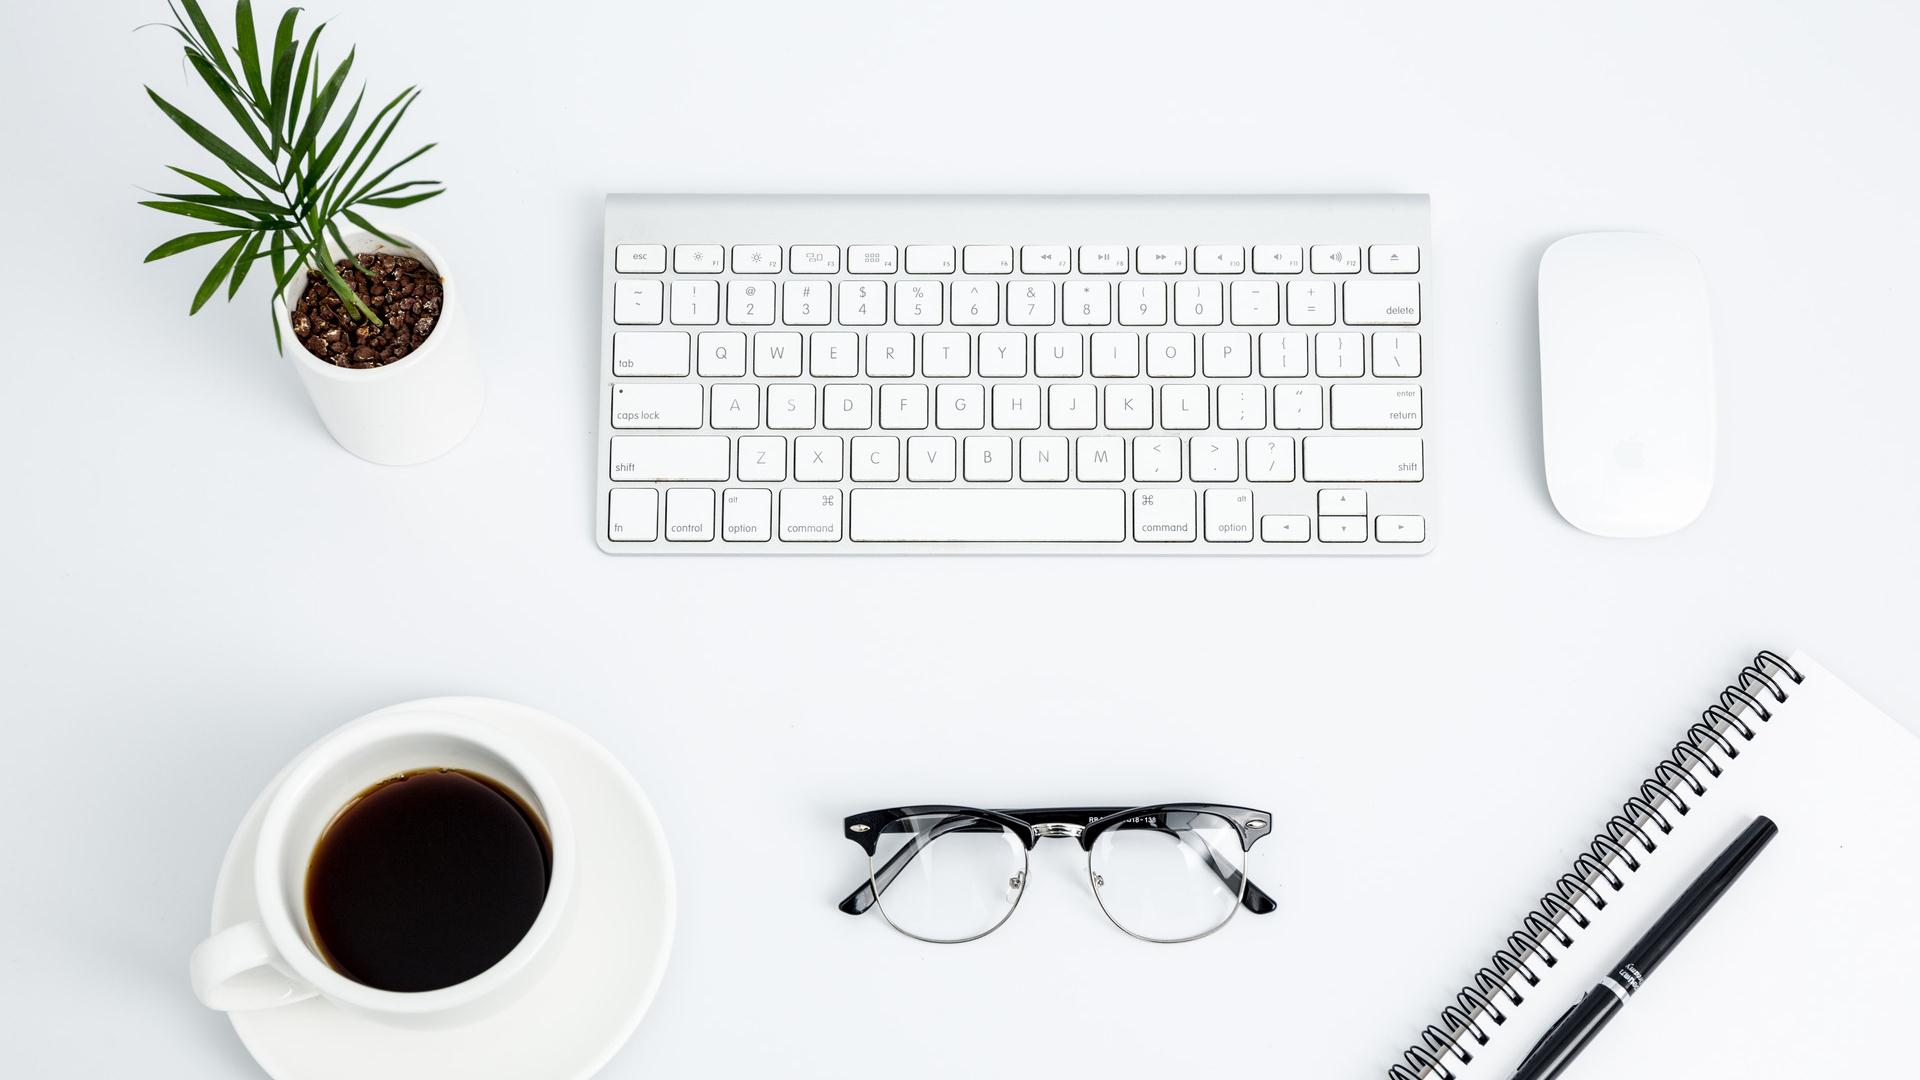 esc F1 F2 F3 F4 F5 F6 F7 F8 F9 F10 F11 F12
~ ! @ # $ % ^ & * ( ) – +
` 1 2 3 4 5 6 7 8 9 0 - = delete
tab Q W E R T Y U I O P { [ } ] | \
caps lock A S D F G H J K L : ; “ ‘ enter return
shift Z X C V B N M < , > . ? / shift
fn control alt option ⌘ command ⌘ command alt option
18-138